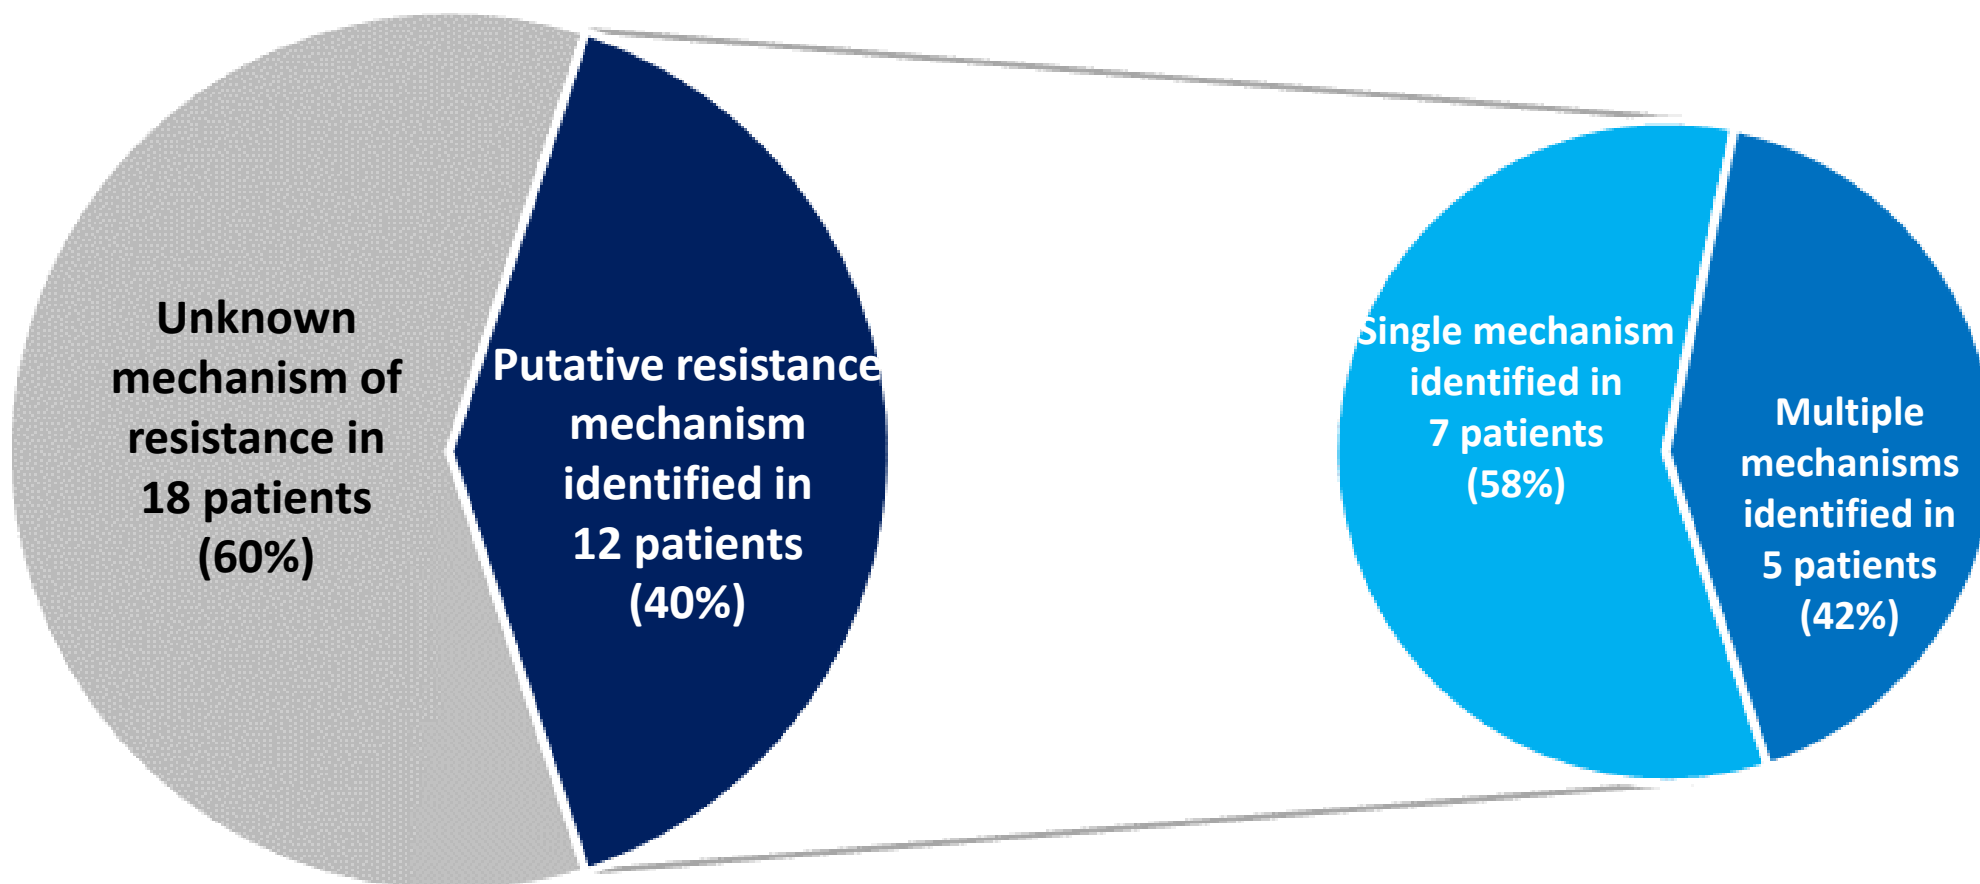 Unknown
mechanism of
resistance in
18 patients
(60%)
Putative resistance
mechanism
identified in
12 patients
(40%)
Single mechanism
identified in
7 patients
(58%)
Multiple
mechanisms
identified in
5 patients
(42%)